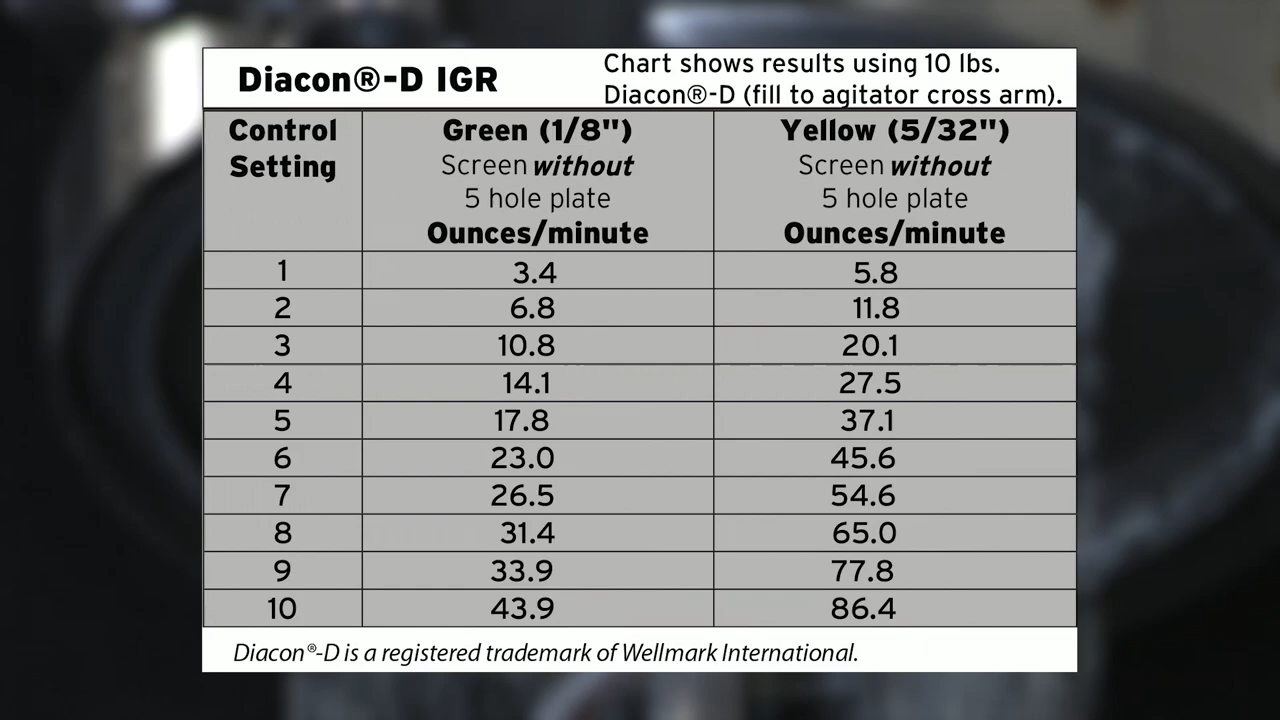 Diacon®-D IGR
Chart shows results using 10 lbs.
Diacon®-D (fill to agitator cross arm).
Control
Setting
Green (1/8")
Screen without
5 hole plate
Ounces/minute
Yellow (5/32")
Screen without
5 hole plate
Ounces/minute
1 3.4 5.8
2 6.8 11.8
3 10.8 20.1
4 14.1 27.5
5 17.8 37.1
6 23.0 45.6
7 26.5 54.6
8 31.4 65.0
9 33.9 77.8
10 43.9 86.4
Diacon®-D is a registered trademark of Wellmark International.